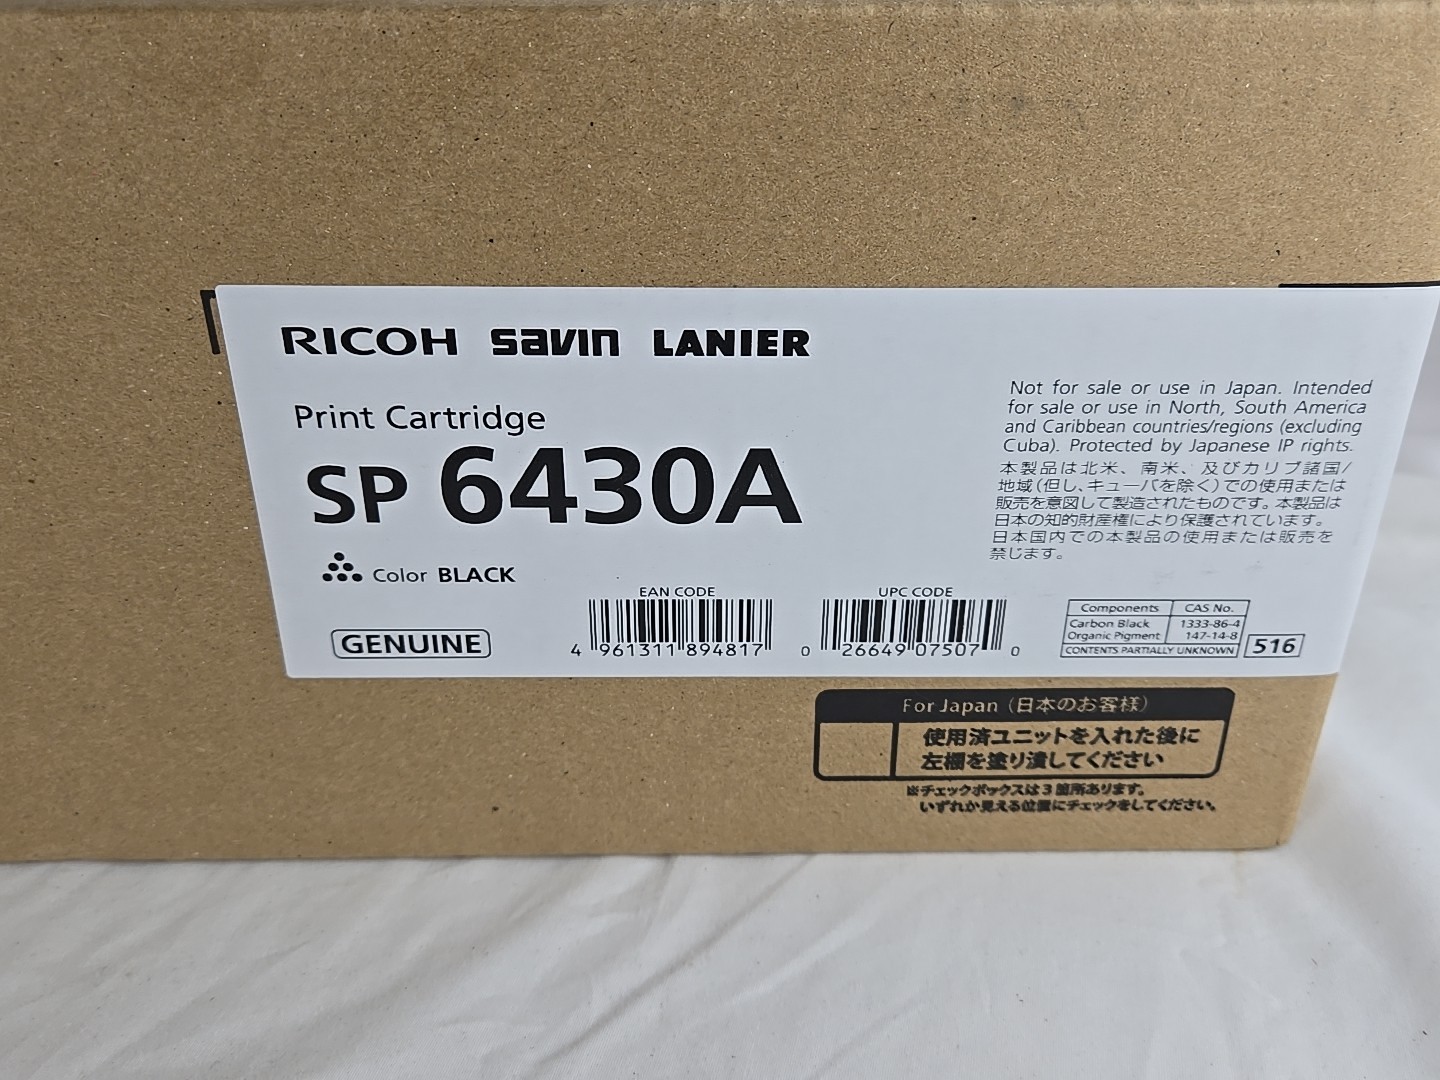 RICOH savin LANIER
Print Cartridge
SP 6430A
Color BLACK
GENUINE
EAN CODE
4 961311 894817
UPC CODE
0 26649 07507 0
Not for sale or use in Japan. Intended
for sale or use in North, South America
and Caribbean countries/regions (excluding
Cuba). Protected by Japanese IP rights.
本製品は北米、南米、及びカリブ諸国/
地域(但し、キューバを除く)での使用または
販売を意図して製造されたものです。本製品は
日本の知的財産権により保護されています。
日本国内での本製品の使用または販売を
禁じます。
Components CAS No.
Carbon Black 1333-86-4
Organic Pigment 147-14-8
CONTENTS PARTIALLY UNKNOWN
516
For Japan (日本のお客様)
使用済ユニットを入れた後に
左欄を塗り潰してください
※チェックボックスは3箇所あります。
いずれか見える位置にチェックをしてください。